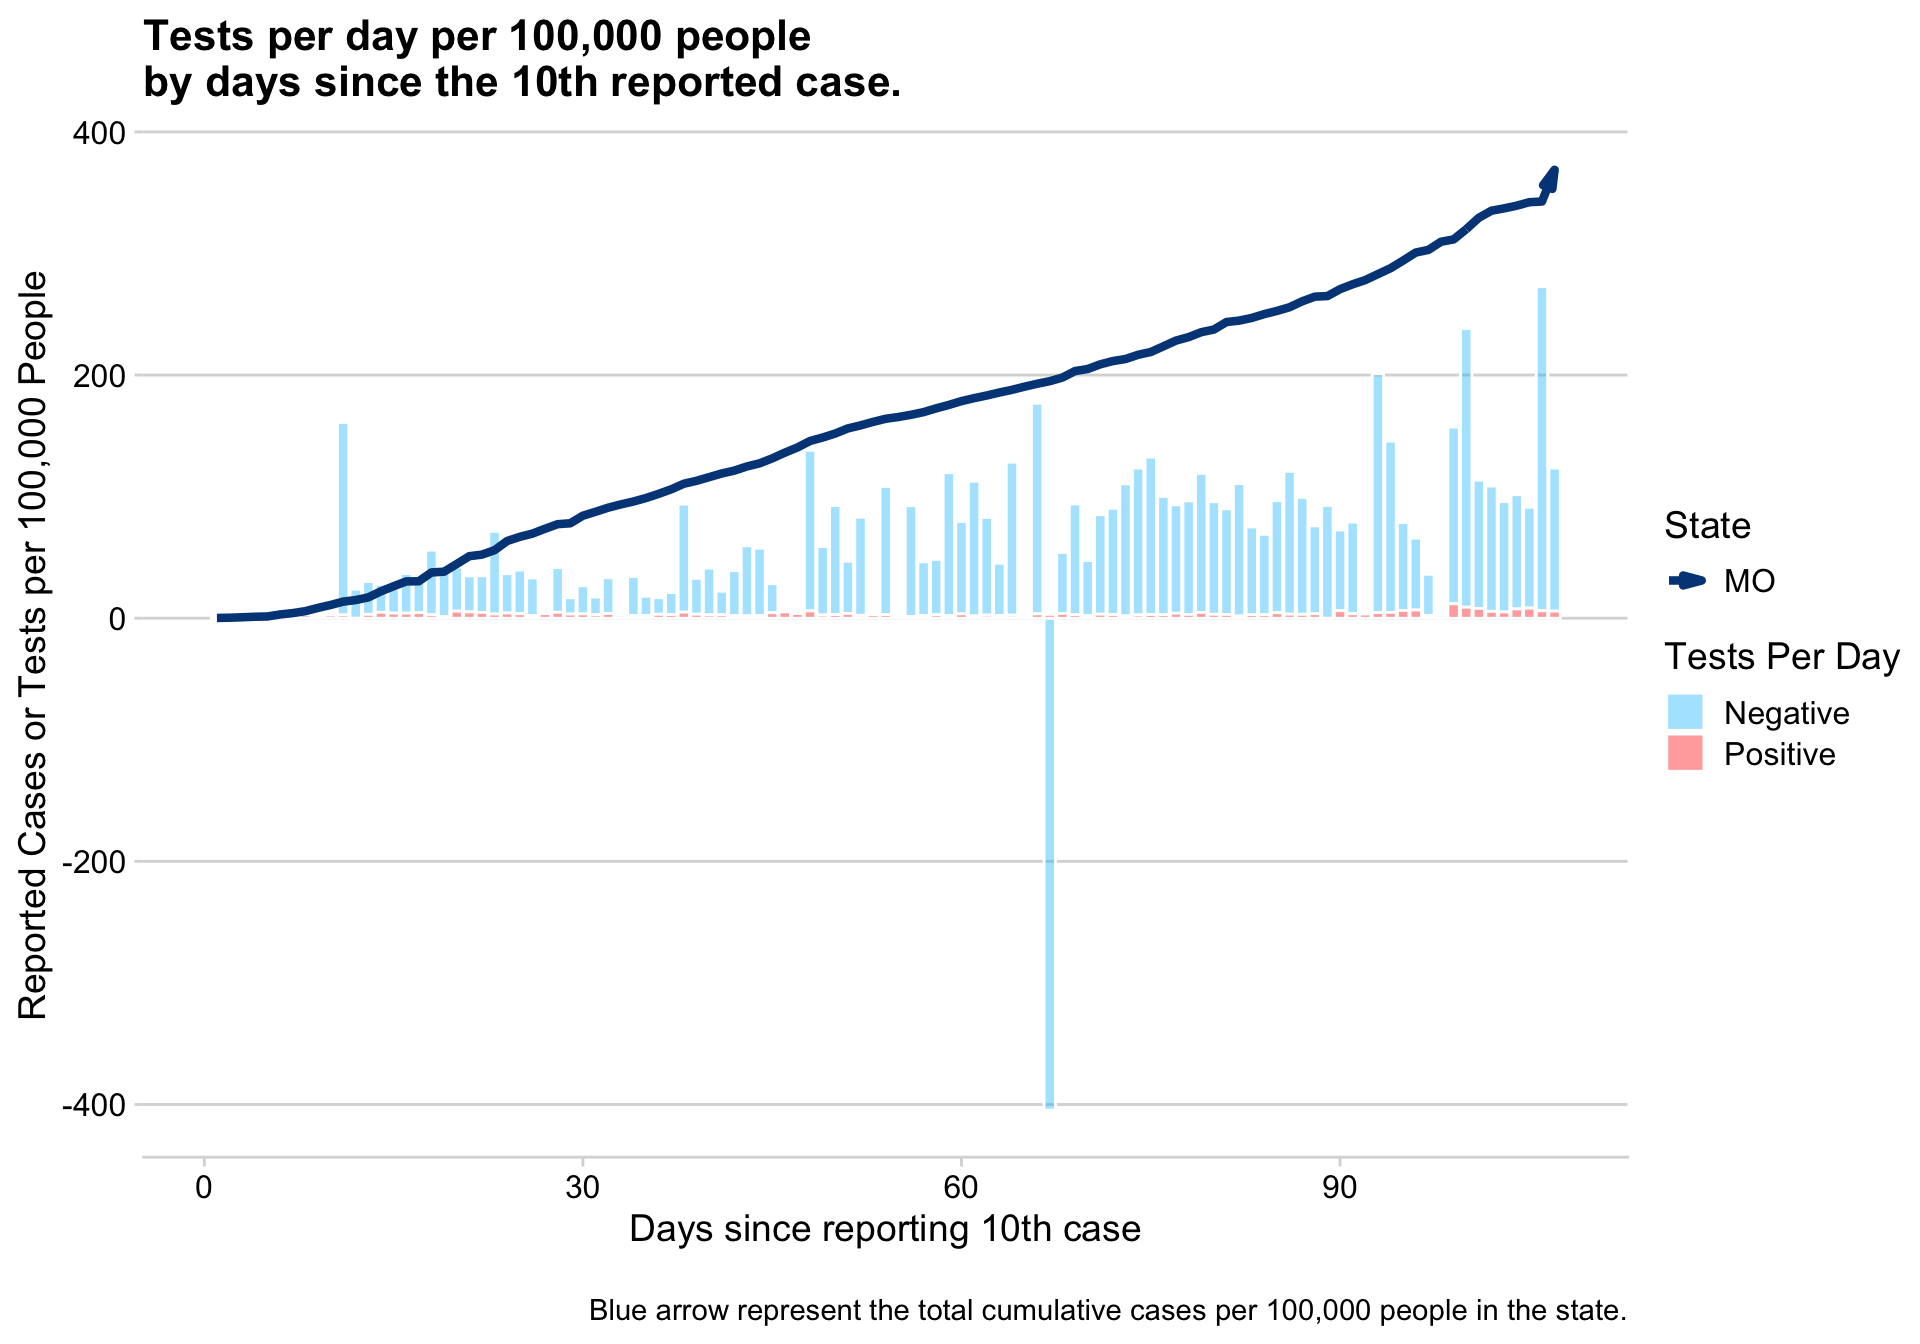 Tests per day per 100,000 people
by days since the 10th reported case.
400
200
0
-200
-400
Reported Cases or Tests per 100,000 People
0
30
60
90
Days since reporting 10th case
State
MO
Tests Per Day
Negative
Positive
Blue arrow represent the total cumulative cases per 100,000 people in the state.